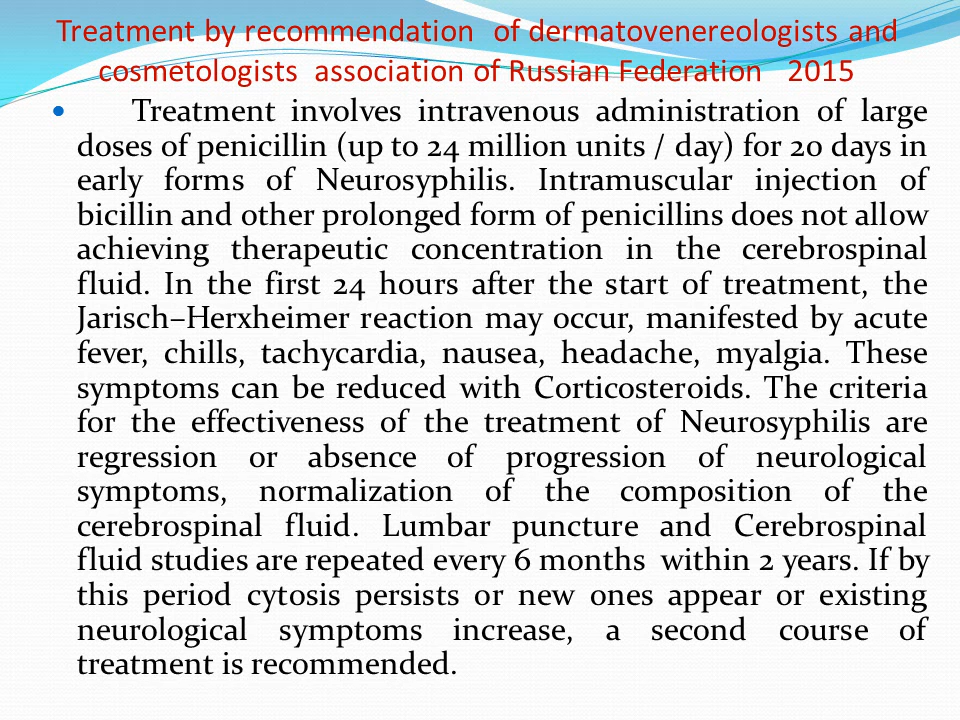 Treatment by recommendation of dermatovenereologists and
cosmetologists association of Russian Federation 2015
• Treatment involves intravenous administration of large
doses of penicillin (up to 24 million units / day) for 20 days in
early forms of Neurosyphilis. Intramuscular injection of
bicillin and other prolonged form of penicillins does not allow
achieving therapeutic concentration in the cerebrospinal
fluid. In the first 24 hours after the start of treatment, the
Jarisch–Herxheimer reaction may occur, manifested by acute
fever, chills, tachycardia, nausea, headache, myalgia. These
symptoms can be reduced with Corticosteroids. The criteria
for the effectiveness of the treatment of Neurosyphilis are
regression or absence of progression of neurological
symptoms, normalization of the composition of the
cerebrospinal fluid. Lumbar puncture and Cerebrospinal
fluid studies are repeated every 6 months within 2 years. If by
this period cytosis persists or new ones appear or existing
neurological symptoms increase, a second course of
treatment is recommended.